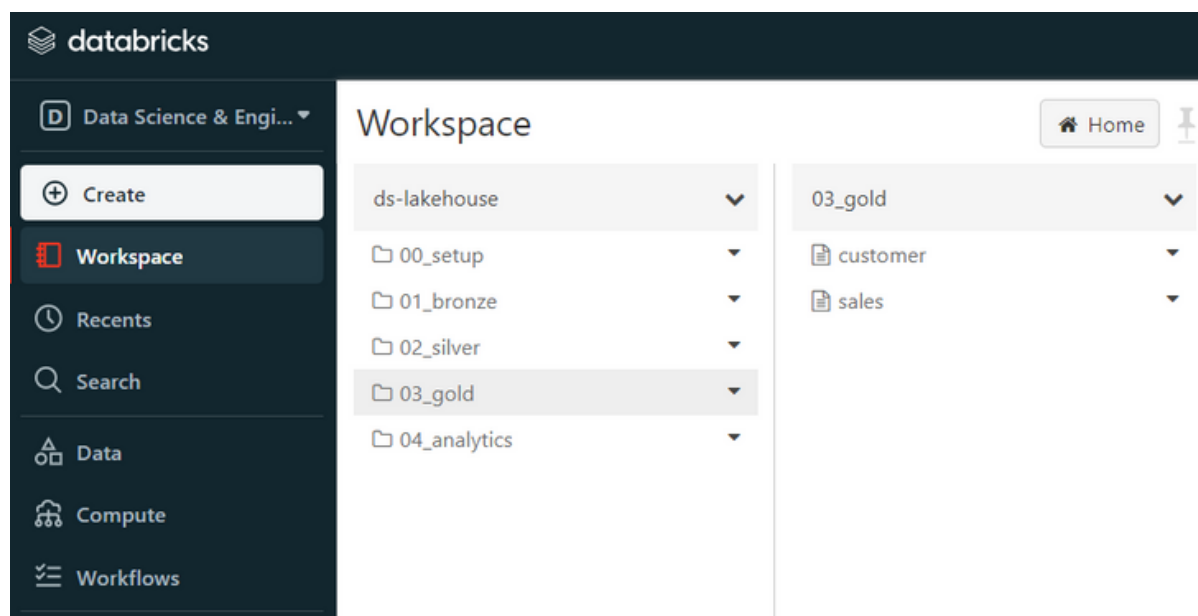 databricks
D Data Science & Engi...
Create
Workspace
Recents
Search
Data
Compute
Workflows
Workspace
Home
ds-lakehouse
00_setup
01_bronze
02_silver
03_gold
04_analytics
03_gold
customer
sales